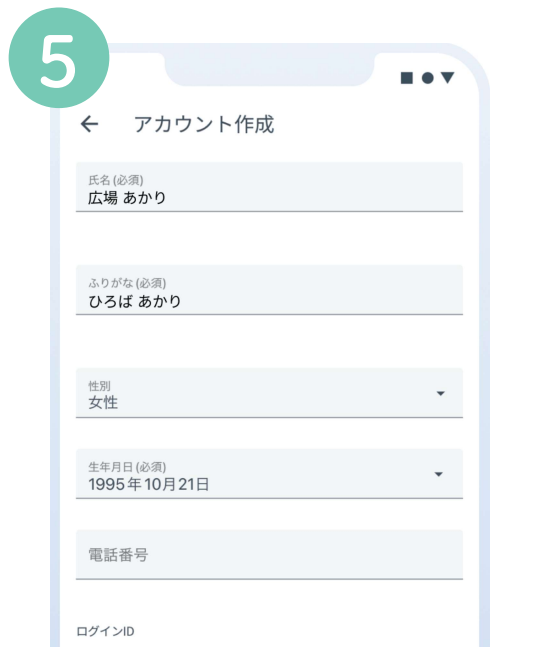 5
アカウント作成
氏名 (必須)
広場 あかり
ふりがな (必須)
ひろば あかり
性別
女性
生年月日 (必須)
1995年10月21日
電話番号
ログインID